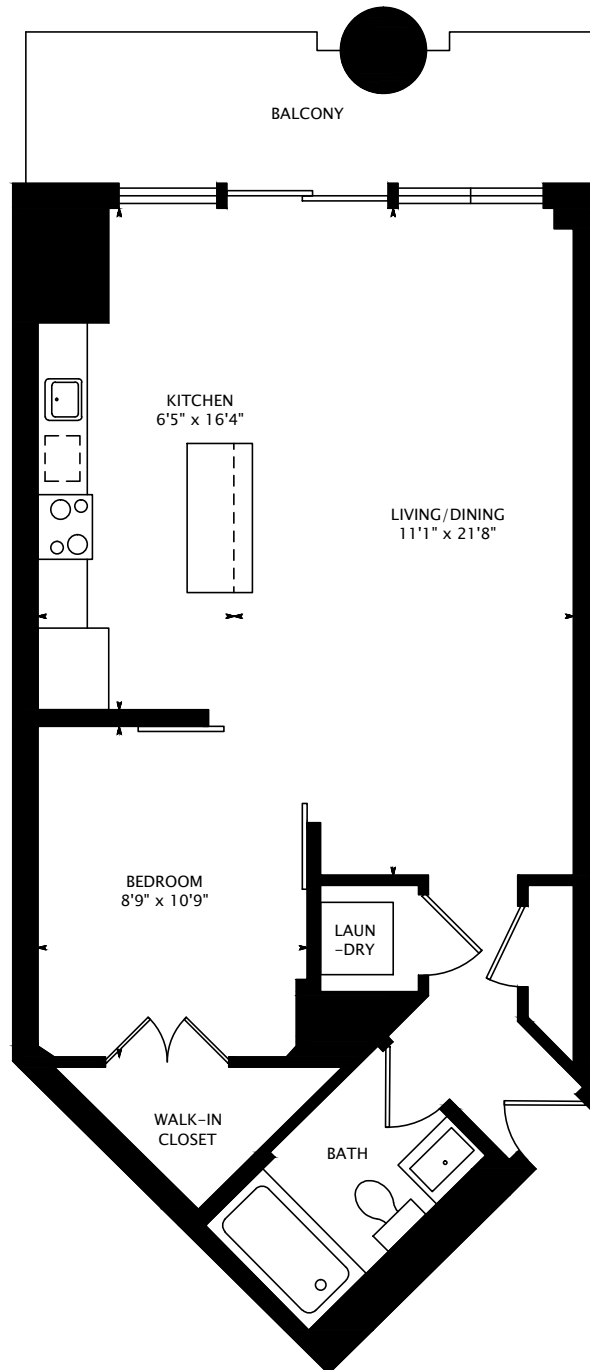 BALCONY
KITCHEN
6'5" x 16'4"
LIVING/DINING
11'1" x 21'8"
BEDROOM
8'9" x 10'9"
LAUN
-DRY
WALK-IN
CLOSET
BATH